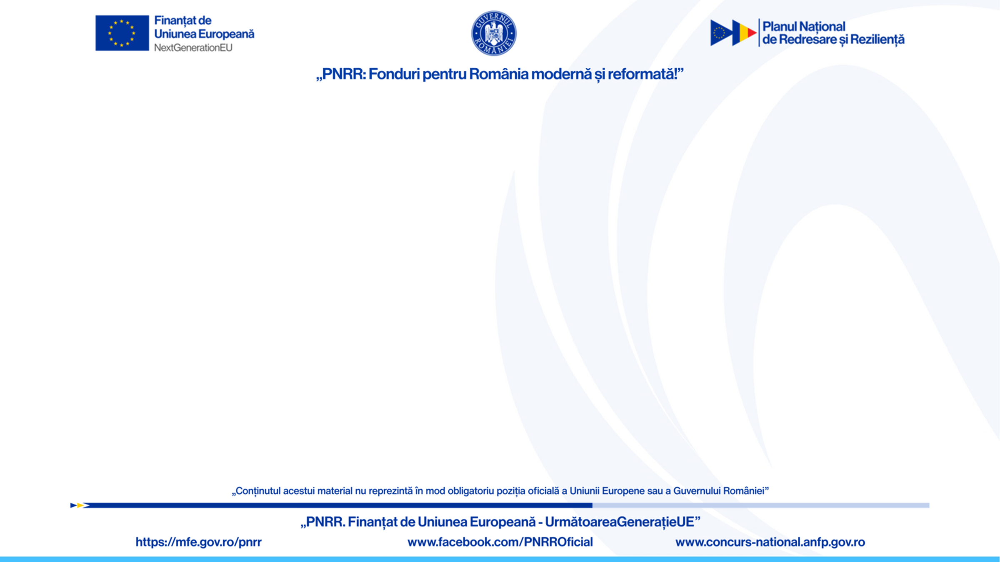 Finanțat de
Uniunea Europeană
NextGenerationEU
GUVERNUL ROMÂNIEI
Planul Național
de Redresare și Reziliență
„PNRR: Fonduri pentru România modernă și reformată!”
„Conținutul acestui material nu reprezintă în mod obligatoriu poziția oficială a Uniunii Europene sau a Guvernului României”
„PNRR. Finanțat de Uniunea Europeană - UrmătoareaGenerațieUE”
https://mfe.gov.ro/pnrr www.facebook.com/PNRROficial www.concurs-national.anfp.gov.ro